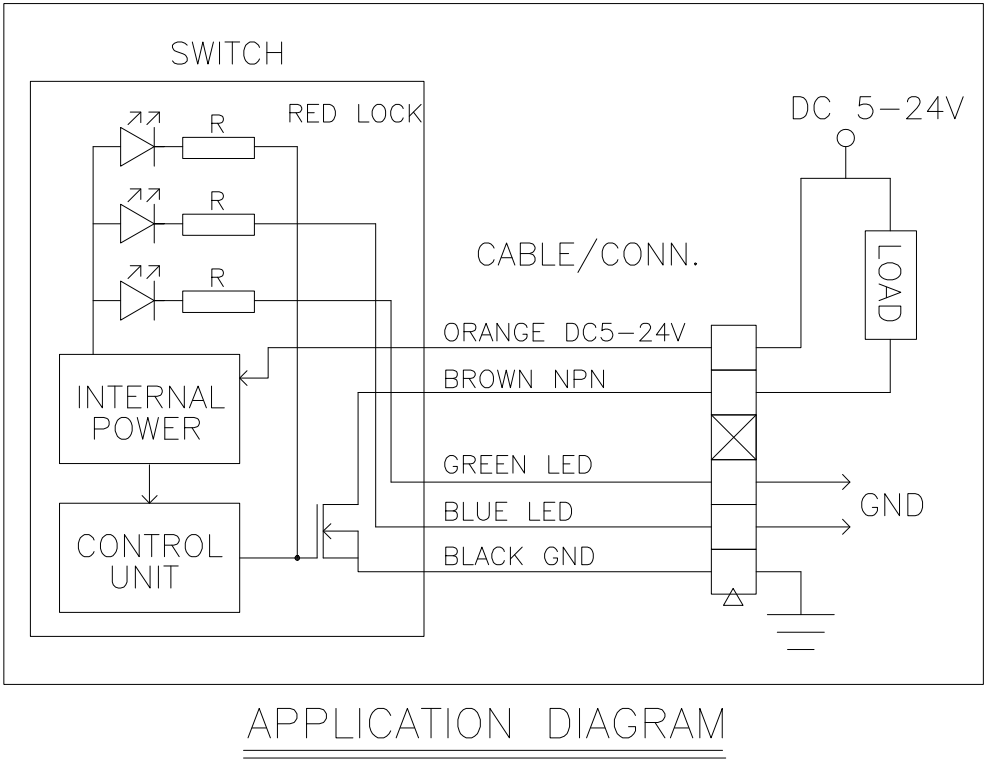 SWITCH
RED LOCK
R
R
R
DC 5-24V
LOAD
CABLE/CONN.
ORANGE DC5-24V
BROWN NPN
INTERNAL
POWER
GREEN LED
BLUE LED
BLACK GND
GND
CONTROL
UNIT
APPLICATION DIAGRAM